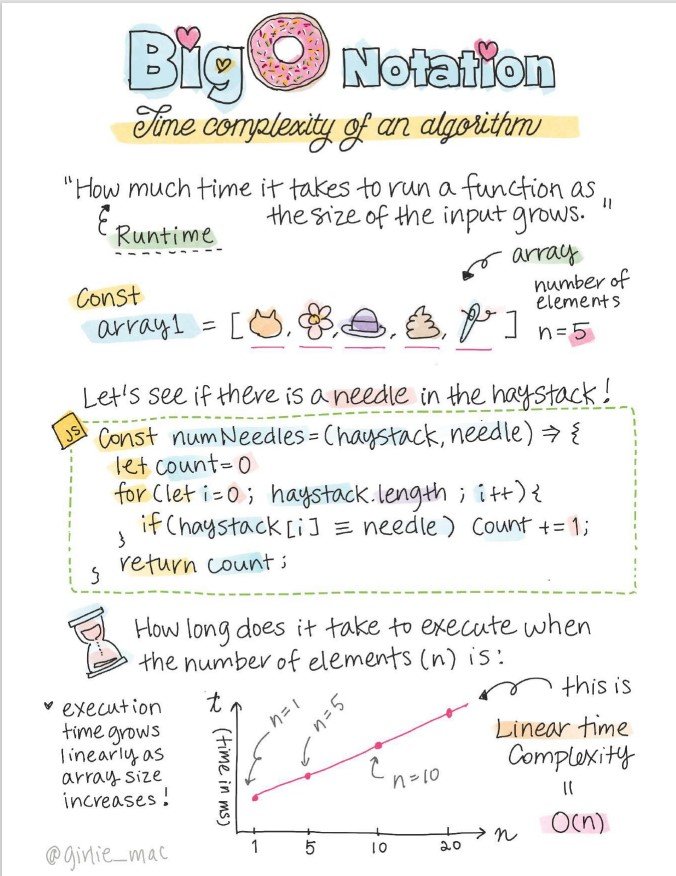 Big O Notation
Time complexity of an algorithm
"How much time it takes to run a function as
the size of the input grows."
Runtime
array
number of
elements
n=5
Const
array1 = [ , , , , ]
Let's see if there is a needle in the haystack!
JS
Const numNeedles=(haystack,needle) ⇒ {
let count=0
for(let i=0; haystack.length ; i++){
if(haystack[i] ≡ needle) Count +=1;
}
return count;
}
How long does it take to execute when
the number of elements (n) is:
♥ execution
time grows
linearly as
array size
increases!
t
(time in ms)
n=1
n=5
n=10
1 5 10 20
n
this is
Linear time
Complexity
=
O(n)
@girlie_mac